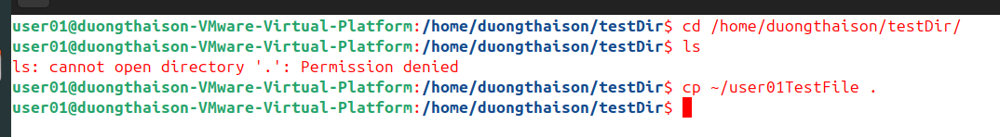 user01@duongthaison-VMware-Virtual-Platform:/home/duongthaison/testDir$ cd /home/duongthaison/testDir/
user01@duongthaison-VMware-Virtual-Platform:/home/duongthaison/testDir$ ls
ls: cannot open directory '.': Permission denied
user01@duongthaison-VMware-Virtual-Platform:/home/duongthaison/testDir$ cp ~/user01TestFile .
user01@duongthaison-VMware-Virtual-Platform:/home/duongthaison/testDir$